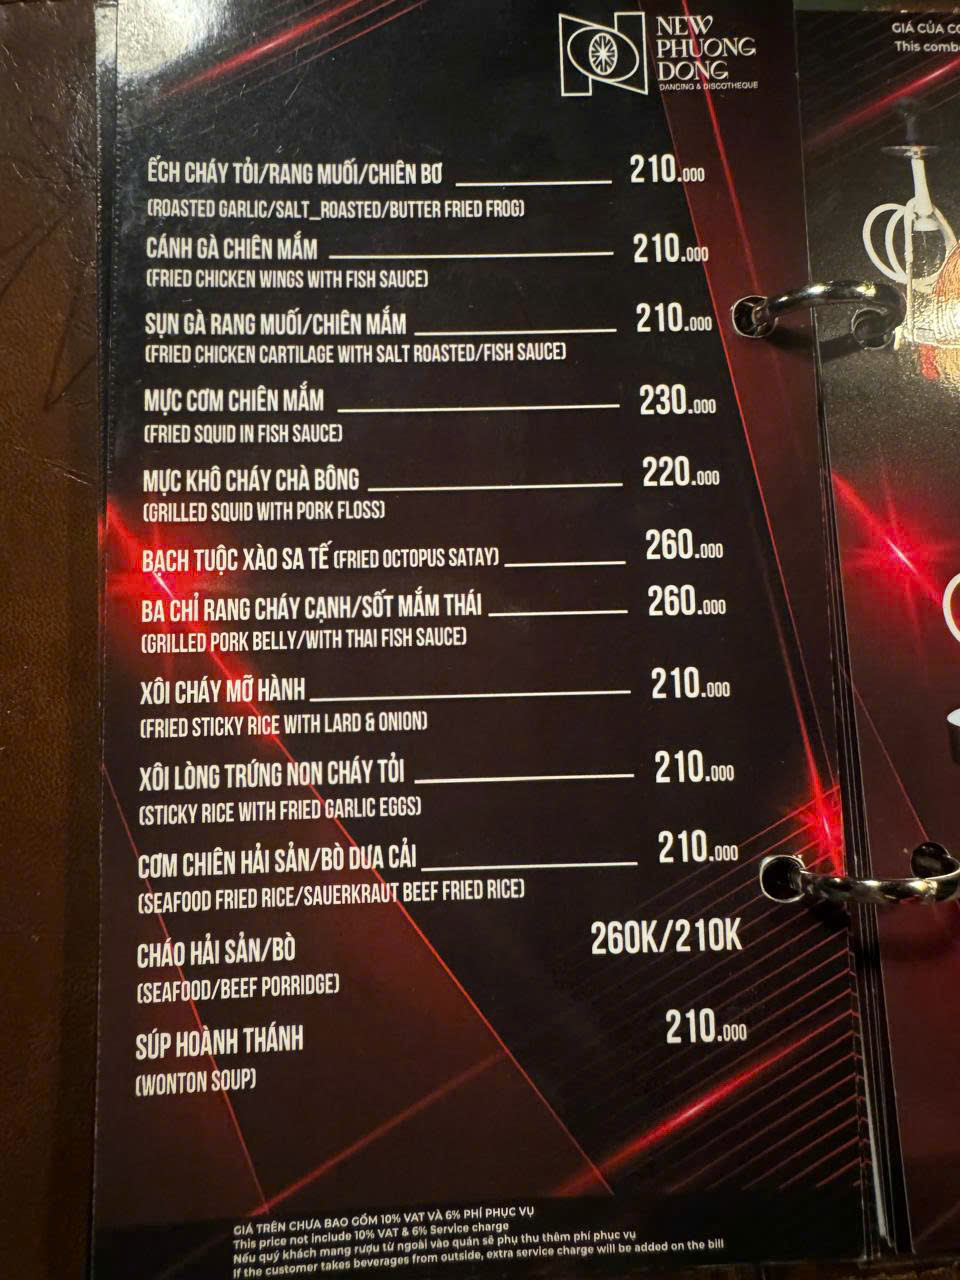 NEW
PHUONG
DONG
DANCING & DISCOTHEQUE
GIÁ CỦA
This comb
ẾCH CHÁY TỎI/RANG MUỐI/CHIÊN BƠ 210.000
(ROASTED GARLIC/SALT_ROASTED/BUTTER FRIED FROG)
CÁNH GÀ CHIÊN MẮM 210.000
(FRIED CHICKEN WINGS WITH FISH SAUCE)
SỤN GÀ RANG MUỐI/CHIÊN MẮM 210.000
(FRIED CHICKEN CARTILAGE WITH SALT ROASTED/FISH SAUCE)
MỰC CƠM CHIÊN MẮM 230.000
(FRIED SQUID IN FISH SAUCE)
MỰC KHÔ CHÁY CHÀ BÔNG 220.000
(GRILLED SQUID WITH PORK FLOSS)
BẠCH TUỘC XÀO SA TẾ (FRIED OCTOPUS SATAY) 260.000
BA CHỈ RANG CHÁY CẠNH/SỐT MẮM THÁI 260.000
(GRILLED PORK BELLY/WITH THAI FISH SAUCE)
XÔI CHÁY MỠ HÀNH 210.000
(FRIED STICKY RICE WITH LARD & ONION)
XÔI LÒNG TRỨNG NON CHÁY TỎI 210.000
(STICKY RICE WITH FRIED GARLIC EGGS)
CƠM CHIÊN HẢI SẢN/BÒ DƯA CẢI 210.000
(SEAFOOD FRIED RICE/SAUERKRAUT BEEF FRIED RICE)
CHÁO HẢI SẢN/BÒ 260K/210K
(SEAFOOD/BEEF PORRIDGE)
SÚP HOÀNH THÁNH 210.000
(WONTON SOUP)
GIÁ TRÊN CHƯA BAO GỒM 10% VAT VÀ 6% PHÍ PHỤC VỤ
This price not include 10% VAT & 6% Service charge
Nếu quý khách mang rượu từ ngoài vào quán sẽ phụ thu thêm phí phục vụ
If the customer takes beverages from outside, extra service charge will be added on the bill